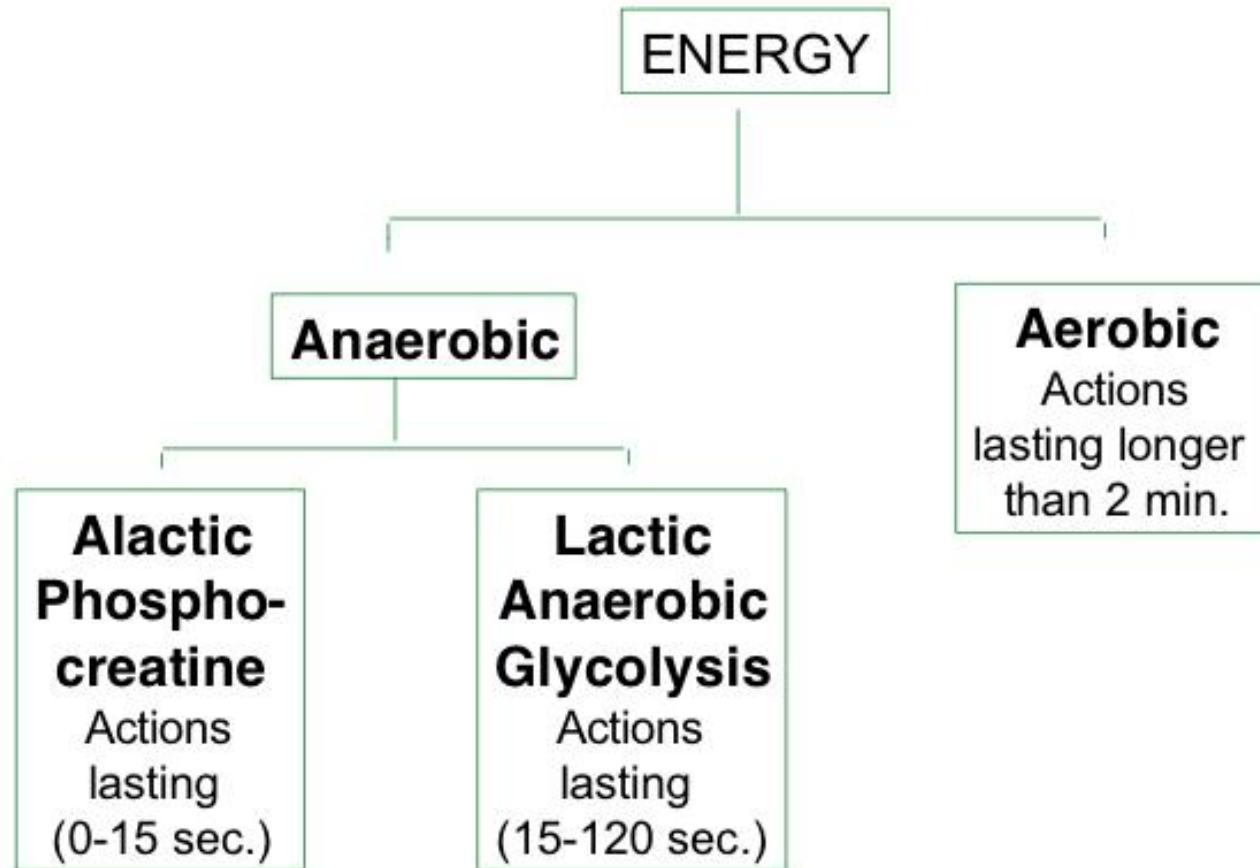 ENERGY
Anaerobic
Aerobic
Actions
lasting longer
than 2 min.
Alactic
Phospho-
creatine
Actions
lasting
(0-15 sec.)
Lactic
Anaerobic
Glycolysis
Actions
lasting
(15-120 sec.)